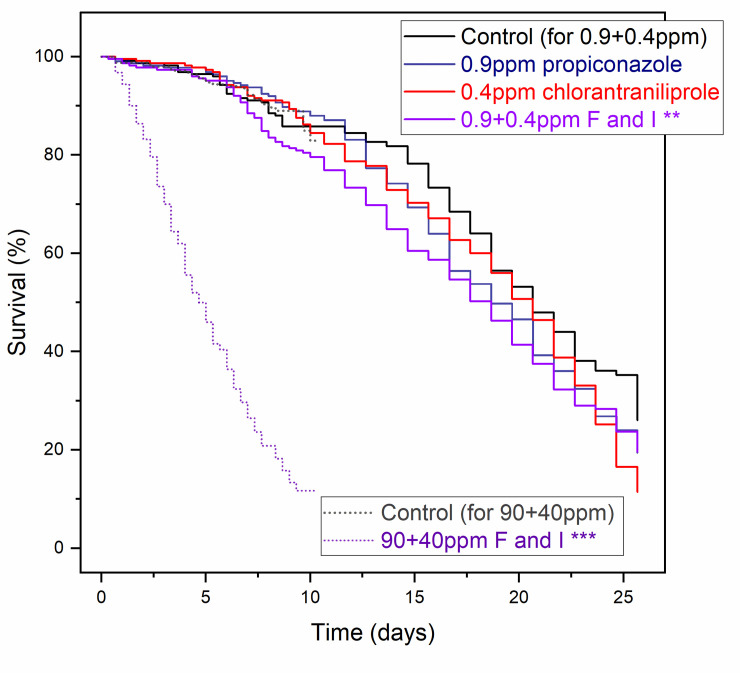 Control (for 0.9+0.4ppm)
0.9ppm propiconazole
0.4ppm chlorantraniliprole
0.9+0.4ppm F and I **
100
80
60
40
20
0
Survival (%)
Control (for 90+40ppm)
90+40ppm F and I ***
0 5 10 15 20 25
Time (days)